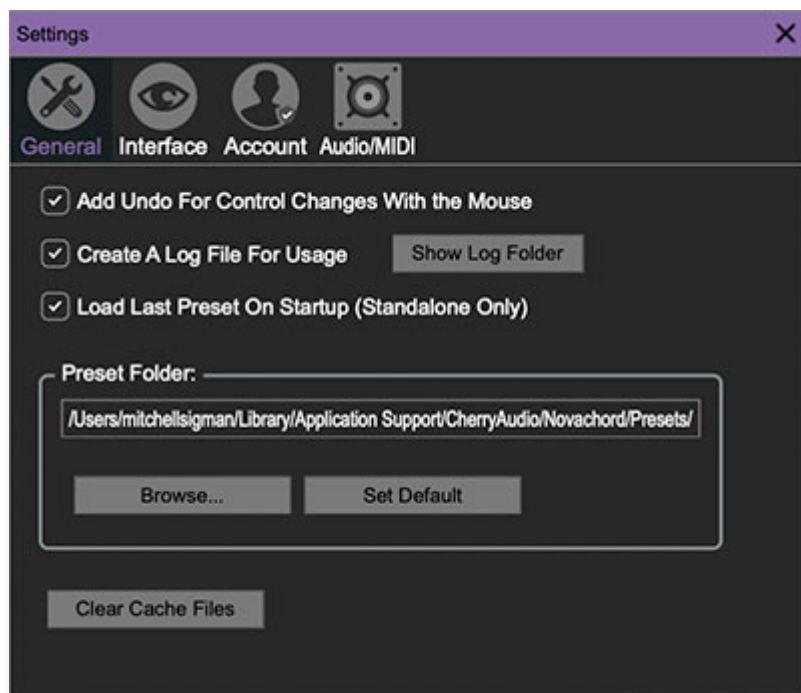 Settings
General Interface Account Audio/MIDI
Add Undo For Control Changes With the Mouse
Create A Log File For Usage Show Log Folder
Load Last Preset On Startup (Standalone Only)
Preset Folder:
/Users/mitchellsigman/Library/Application Support/CherryAudio/Novachord/Presets/
Browse... Set Default
Clear Cache Files